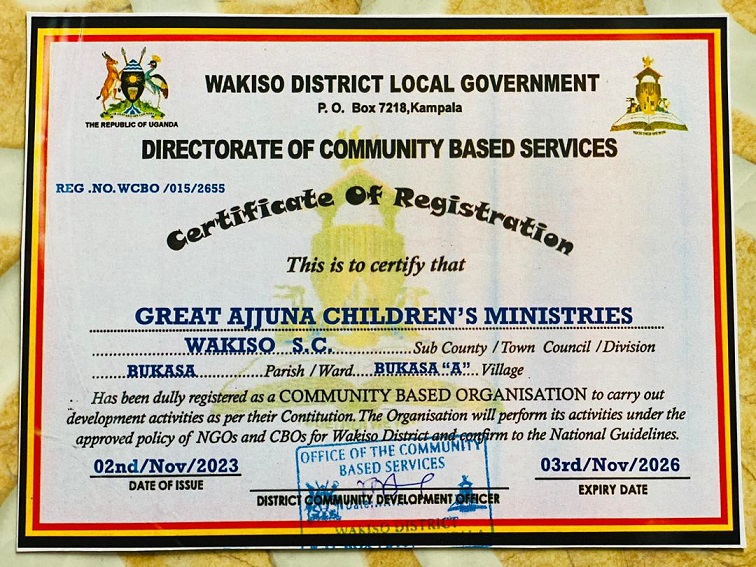 WAKISO DISTRICT LOCAL GOVERNMENT
P. O. Box 7218,Kampala
THE REPUBLIC OF UGANDA
DIRECTORATE OF COMMUNITY BASED SERVICES
REG .NO.WCBO /015/2655
Certificate Of Registration
This is to certify that
GREAT AJJUNA CHILDREN'S MINISTRIES
WAKISO S.C. Sub County /Town Council /Division
BUKASA Parish / Ward BUKASA "A" Village
Has been dully registered as a COMMUNITY BASED ORGANISATION to carry out
development activities as per their Contitution. The Organisation will perform its activities under the
approved policy of NGOs and CBOs for Wakiso District and confirm to the National Guidelines.
OFFICE OF THE COMMUNITY
BASED SERVICES
Date:
WAKISO DISTRICT
02nd/Nov/2023
DATE OF ISSUE
DISTRICT COMMUNITY DEVELOPMENT OFFICER
03rd/Nov/2026
EXPIRY DATE